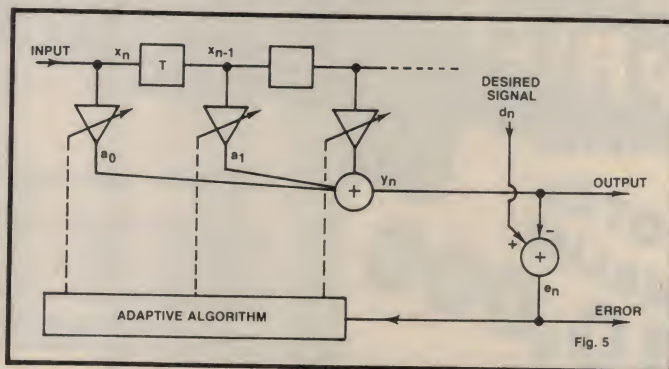 INPUT
xn
T
xn-1
DESIRED
SIGNAL
dn
a0
a1
+
yn
OUTPUT
+
-
+
en
ADAPTIVE ALGORITHM
ERROR
Fig. 5